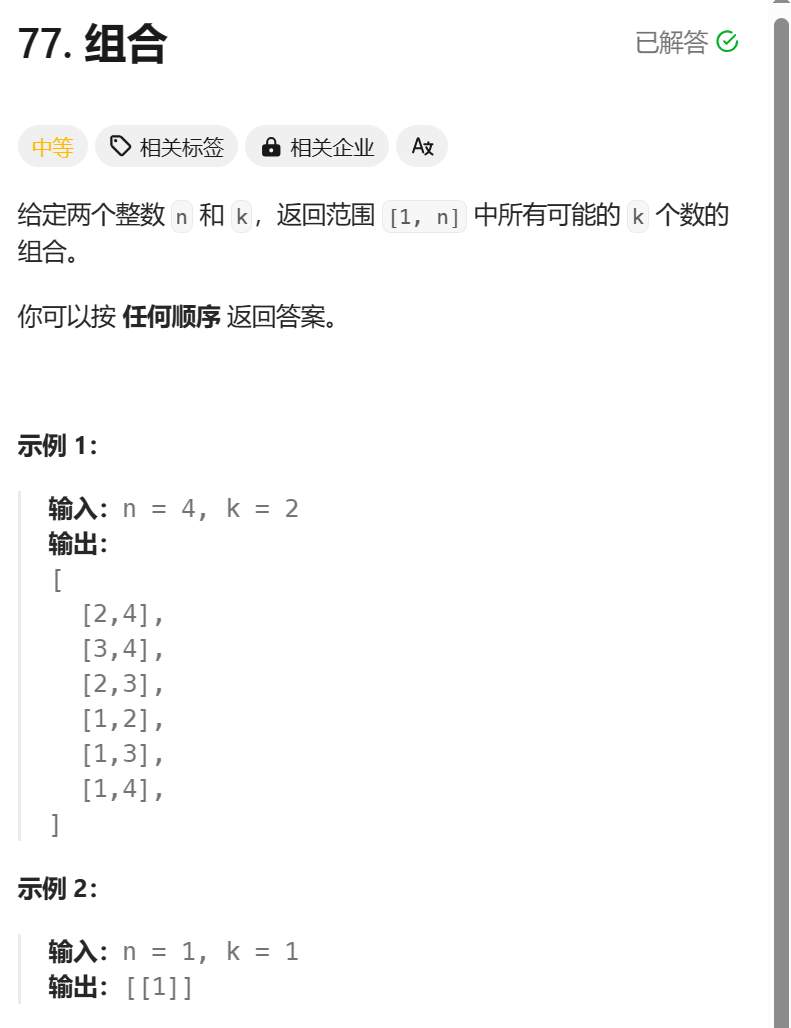 77. 组合
已解答
中等 相关标签 相关企业 A文
给定两个整数 n 和 k，返回范围 [1, n] 中所有可能的 k 个数的
组合。
你可以按 任何顺序 返回答案。
示例 1：
输入：n = 4, k = 2
输出：
[
  [2,4],
  [3,4],
  [2,3],
  [1,2],
  [1,3],
  [1,4],
]
示例 2：
输入：n = 1, k = 1
输出：[[1]]